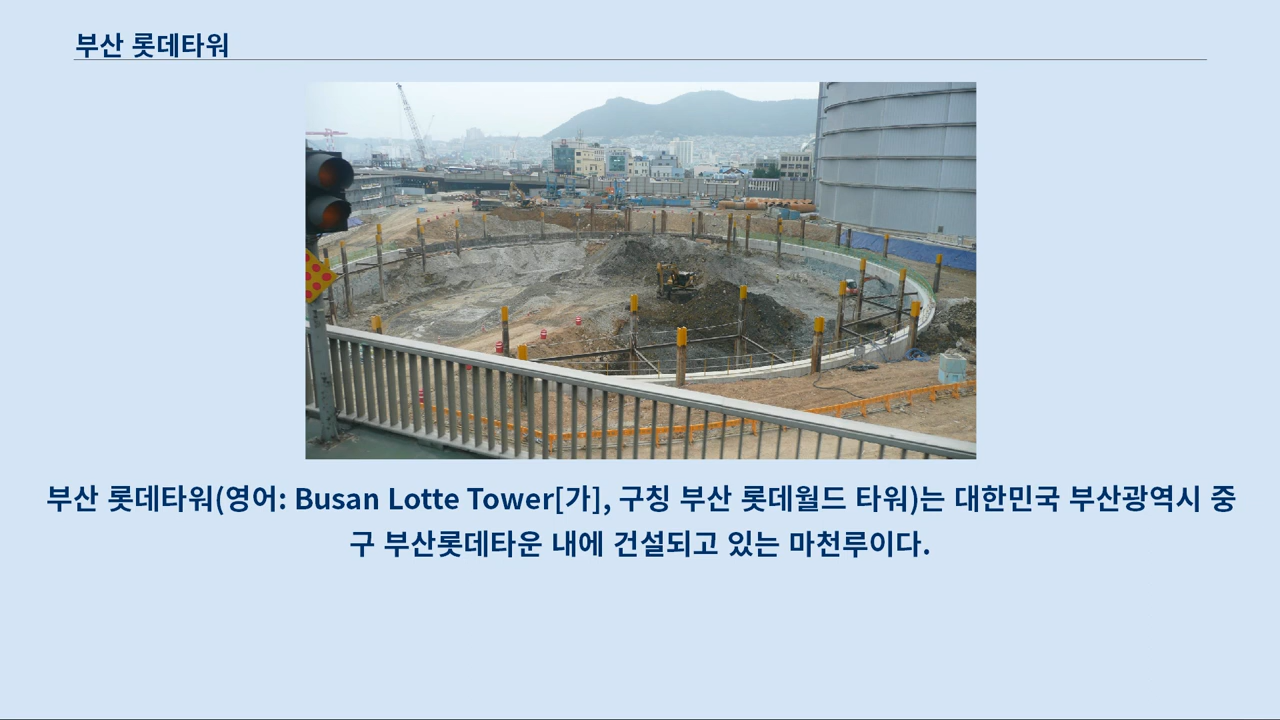 부산 롯데타워
부산 롯데타워(영어: Busan Lotte Tower[가], 구칭 부산 롯데월드 타워)는 대한민국 부산광역시 중
구 부산롯데타운 내에 건설되고 있는 마천루이다.